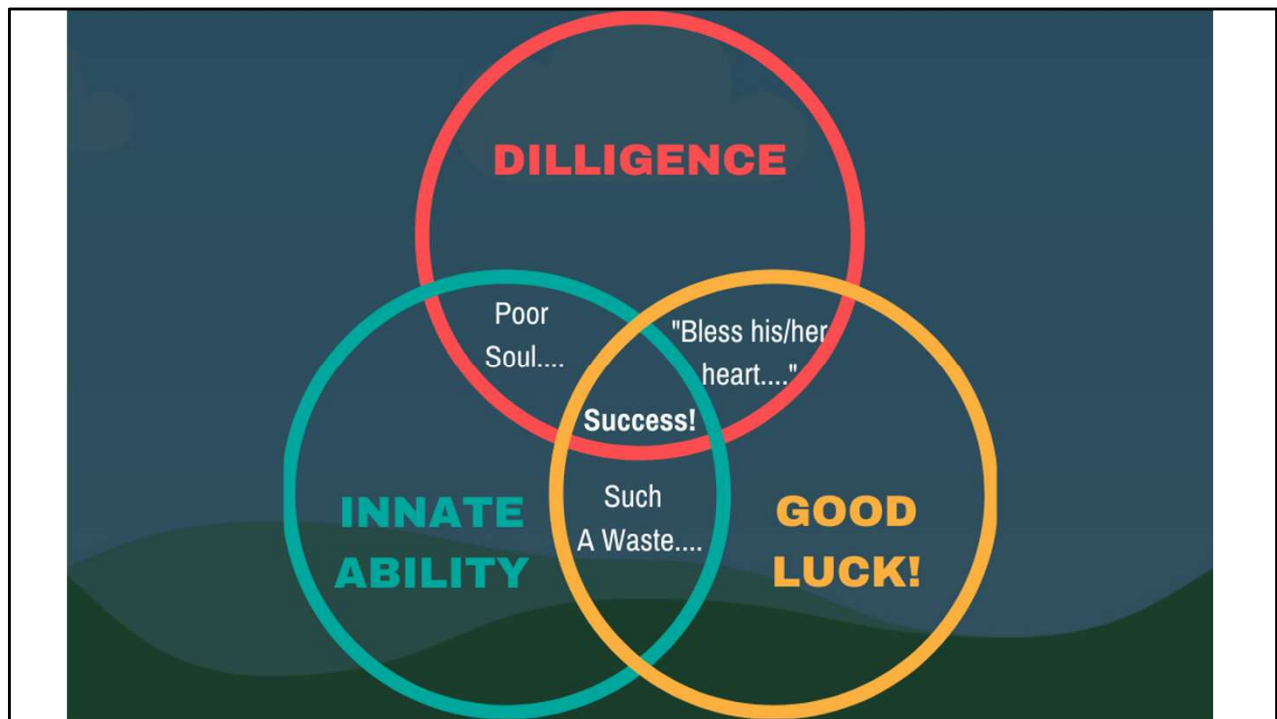 DILLIGENCE
Poor
Soul....
"Bless his/her
heart...."
Success!
Such
A Waste....
INNATE
ABILITY
GOOD
LUCK!